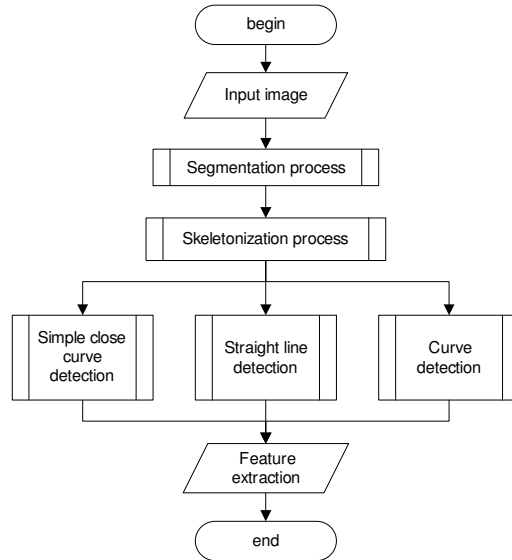 begin
Input image
Segmentation process
Skeletonization process
Simple close
curve
detection
Straight line
detection
Curve
detection
Feature
extraction
end